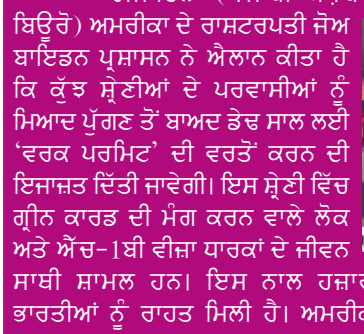 ਬਿਊਰੋ) ਅਮਰੀਕਾ ਦੇ ਰਾਸ਼ਟਰਪਤੀ ਜੋਅ
ਬਾਇਡਨ ਪ੍ਰਸ਼ਾਸਨ ਨੇ ਐਲਾਨ ਕੀਤਾ ਹੈ
ਕਿ ਕੁੱਝ ਸ਼੍ਰੇਣੀਆਂ ਦੇ ਪਰਵਾਸੀਆਂ ਨੂੰ
ਮਿਆਦ ਪੁੱਗਣ ਤੋਂ ਬਾਅਦ ਡੇਢ ਸਾਲ ਲਈ
‘ਵਰਕ ਪਰਮਿਟ’ ਦੀ ਵਰਤੋਂ ਕਰਨ ਦੀ
ਇਜਾਜ਼ਤ ਦਿੱਤੀ ਜਾਵੇਗੀ। ਇਸ ਸ਼੍ਰੇਣੀ ਵਿੱਚ
ਗ੍ਰੀਨ ਕਾਰਡ ਦੀ ਮੰਗ ਕਰਨ ਵਾਲੇ ਲੋਕ
ਅਤੇ ਐੱਚ-1ਬੀ ਵੀਜ਼ਾ ਧਾਰਕਾਂ ਦੇ ਜੀਵਨ
ਸਾਥੀ ਸ਼ਾਮਲ ਹਨ। ਇਸ ਨਾਲ ਹਜ਼ਾਰ
ਭਾਰਤੀਆਂ ਨੂੰ ਰਾਹਤ ਮਿਲੀ ਹੈ। ਅਮਰੀ